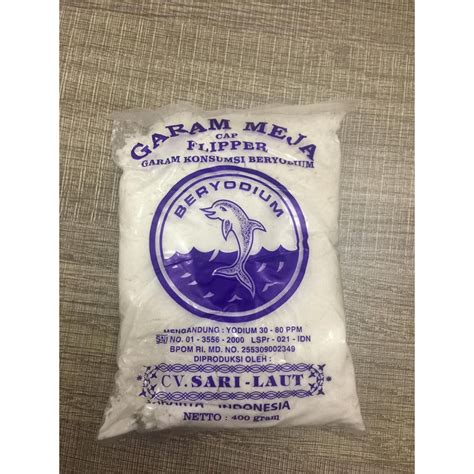 GARAM MEJA
CAP
FLIPPER
GARAM KONSUMSI BERYODIUM
BERYODIUM
MENGANDUNG : YODIUM 30 - 80 PPM
SNI NO. 01 - 3556 - 2000 LSPr - 021 - IDN
BPOM RI, MD. NO. 255309002349
DIPRODUKSI OLEH :
CV. SARI - LAUT
JAKARTA - INDONESIA
NETTO : 400 gram